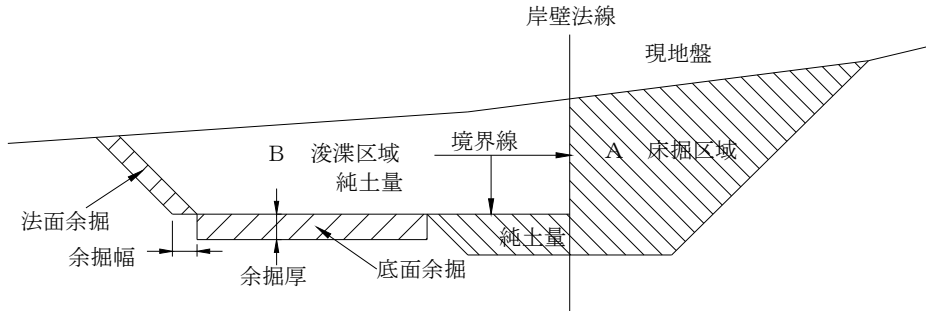 岸壁法線
現地盤
B 浚渫区域
純土量
境界線
A 床掘区域
法面余掘
純土量
余掘幅
余掘厚
底面余掘